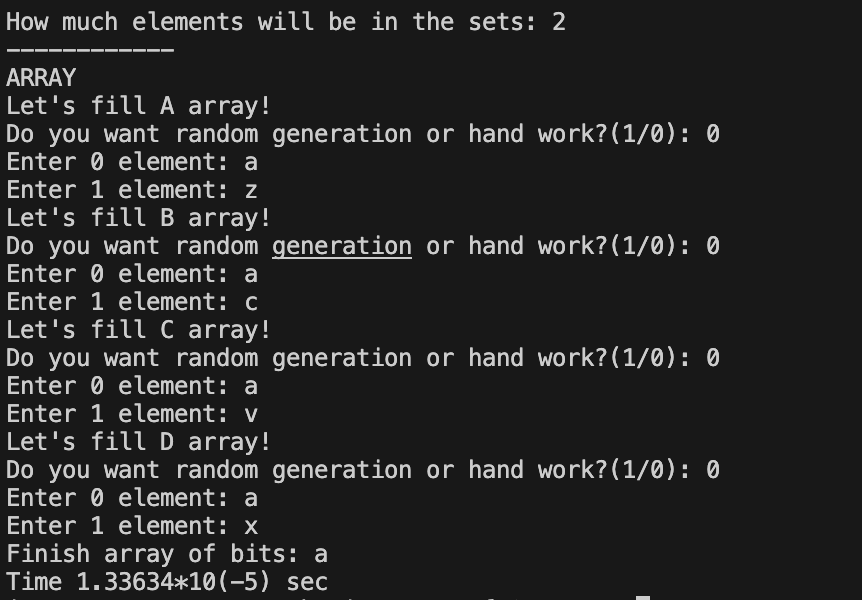 How much elements will be in the sets: 2
------------
ARRAY
Let's fill A array!
Do you want random generation or hand work?(1/0): 0
Enter 0 element: a
Enter 1 element: z
Let's fill B array!
Do you want random generation or hand work?(1/0): 0
Enter 0 element: a
Enter 1 element: c
Let's fill C array!
Do you want random generation or hand work?(1/0): 0
Enter 0 element: a
Enter 1 element: v
Let's fill D array!
Do you want random generation or hand work?(1/0): 0
Enter 0 element: a
Enter 1 element: x
Finish array of bits: a
Time 1.33634*10(-5) sec